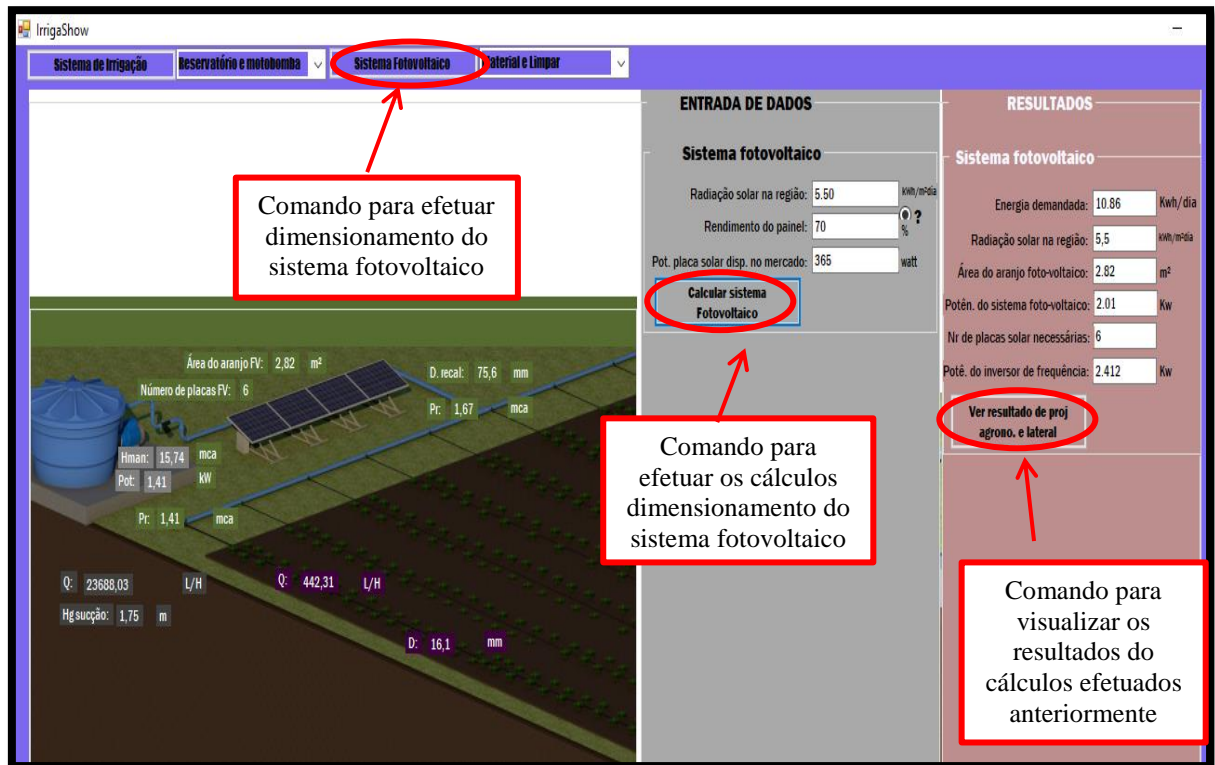 IrrigaShow
Sistema de Irrigação
Reservatório e motobomba
Sistema Fotovoltaico
Material e Limpar
Comando para efetuar
dimensionamento do
sistema fotovoltaico
Área do aranjo FV: 2,82 m²
Número de placas FV: 6
D. recal: 75,6 mm
Pr: 1,67 mca
Hman: 15,74 mca
Pot: 1,41 kW
Pr: 1,41 mca
Q: 23688,03 L/H
Q: 442,31 L/H
Hg sucção: 1,75 m
D: 16,1 mm
ENTRADA DE DADOS
Sistema fotovoltaico
Radiação solar na região: 5.50 KWh/m²dia
Rendimento do painel: 70 % ?
Pot. placa solar disp. no mercado: 365 watt
Calcular sistema
Fotovoltaico
Comando para
efetuar os cálculos
dimensionamento do
sistema fotovoltaico
RESULTADOS
Sistema fotovoltaico
Energia demandada: 10.86 Kwh/dia
Radiação solar na região: 5,5 KWh/m²dia
Área do aranjo foto-voltaico: 2.82 m²
Potên. do sistema foto-voltaico: 2.01 Kw
Nr de placas solar necessárias: 6
Potê. do inversor de frequência: 2.412 Kw
Ver resultado de proj
agrono. e lateral
Comando para
visualizar os
resultados do
cálculos efetuados
anteriormente